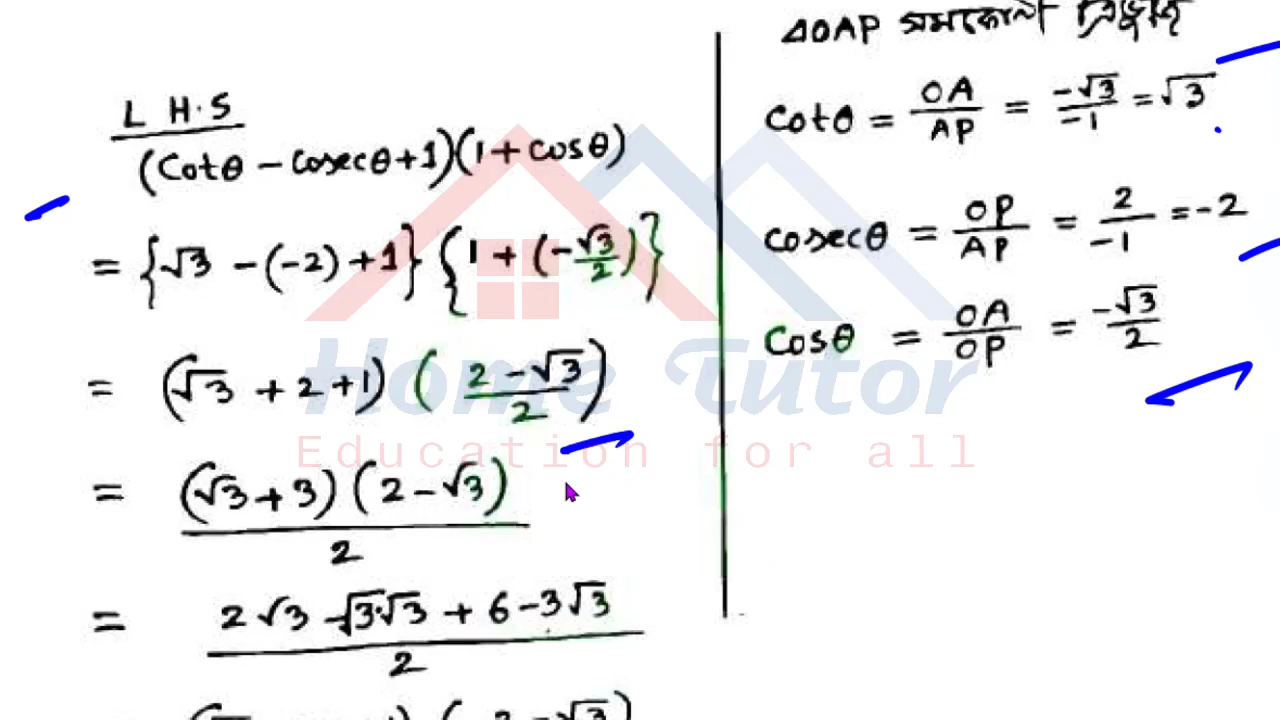 L H.S
(Cotθ - Cosecθ+1)(1+cosθ)
= {√3 -(-2)+1} {1+(-√3/2)}
= (√3 +2+1) (2-√3/2)
= (√3+3)(2-√3)/2
= 2√3 -√3·√3 + 6-3√3/2
ΔOAP সমকোণী ত্রিভুজে
Cotθ = OA/AP = -√3/-1 = √3
Cosecθ = OP/AP = 2/-1 = -2
Cosθ = OA/OP = -√3/2
Home Tutor
Education for all